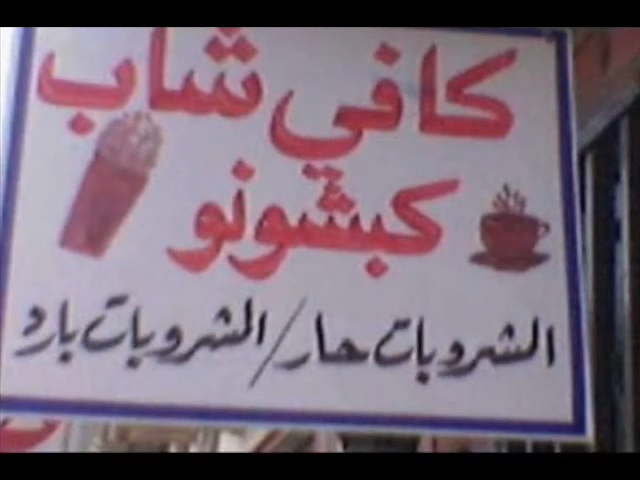 كافي شاب
كبشونو
الشروبات حار / الشروبات بارد